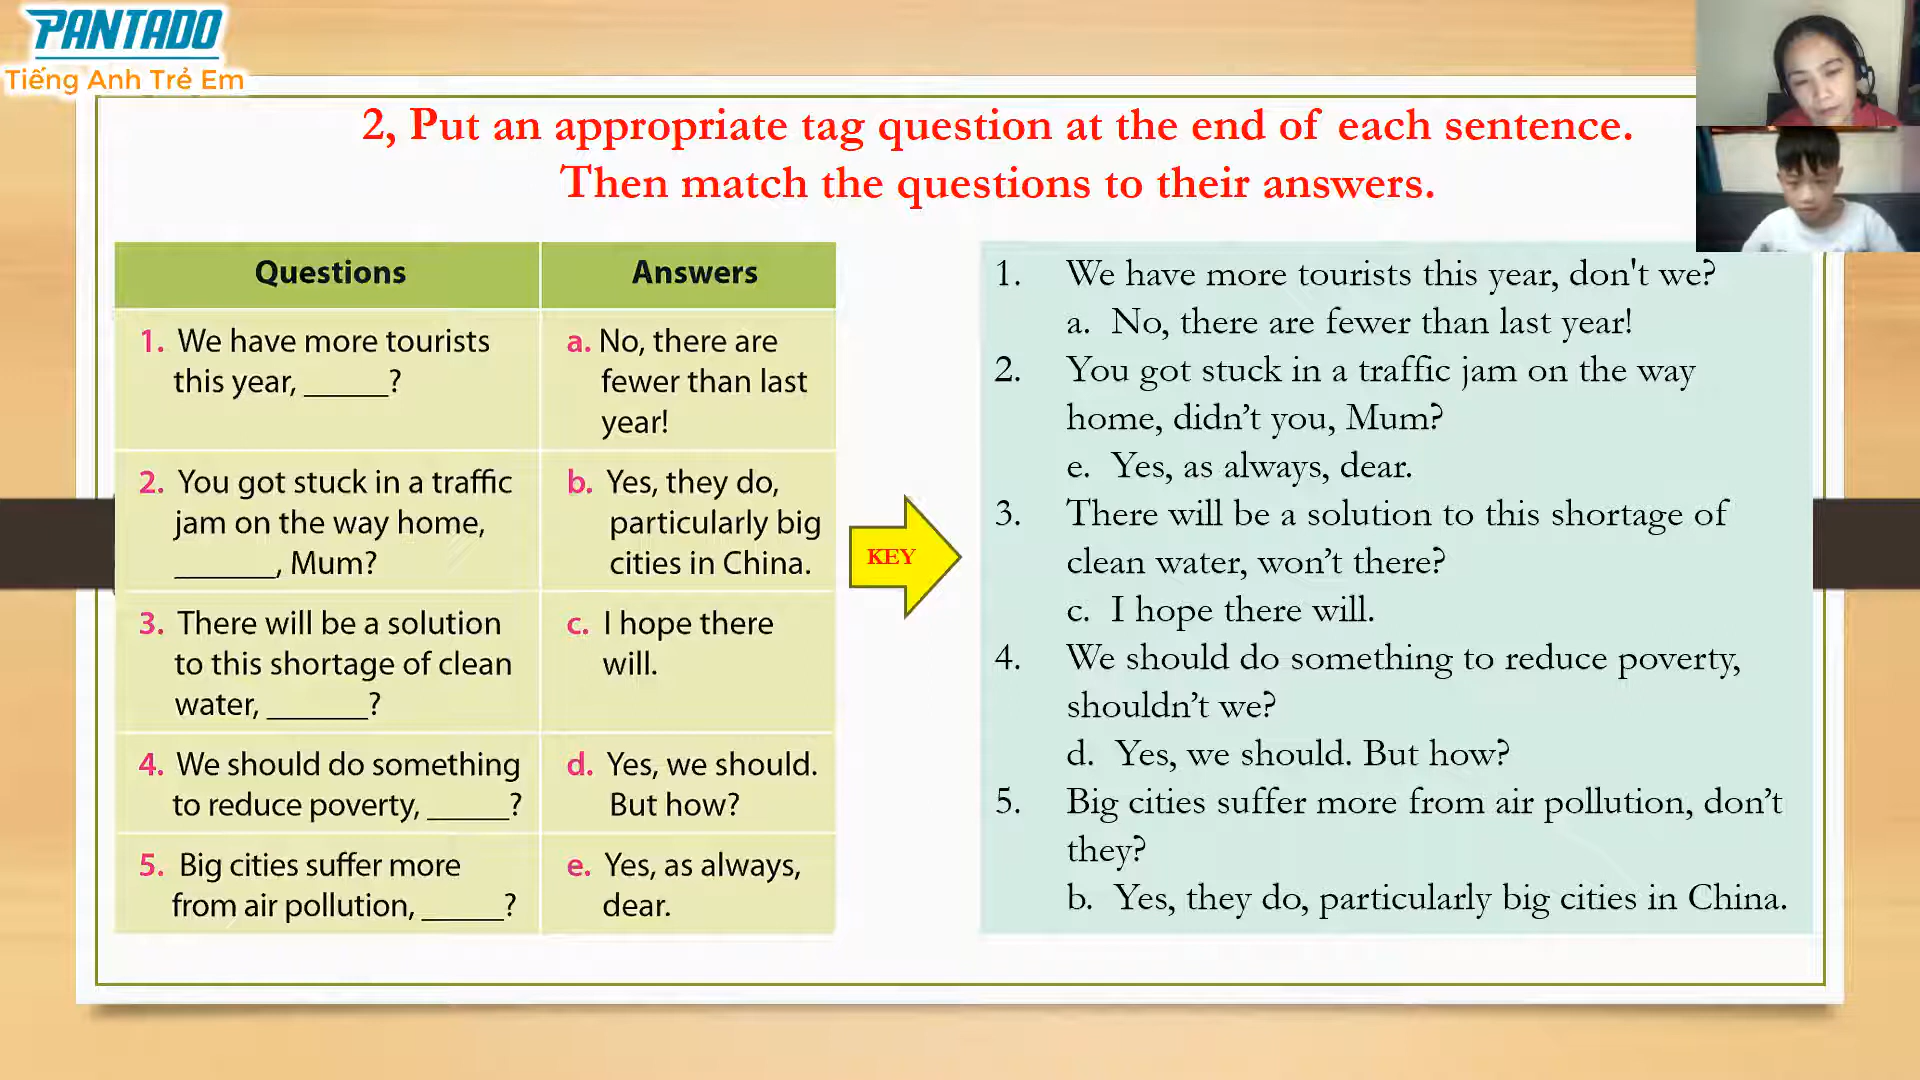 PANTADO
Tiếng Anh Trẻ Em
2, Put an appropriate tag question at the end of each sentence.
Then match the questions to their answers.
Questions
Answers
1. We have more tourists
this year, _____?
a. No, there are
fewer than last
year!
2. You got stuck in a traffic
jam on the way home,
______, Mum?
b. Yes, they do,
particularly big
cities in China.
3. There will be a solution
to this shortage of clean
water, ______?
c. I hope there
will.
4. We should do something
to reduce poverty, _____?
d. Yes, we should.
But how?
5. Big cities suffer more
from air pollution, _____?
e. Yes, as always,
dear.
KEY
1. We have more tourists this year, don't we?
a. No, there are fewer than last year!
2. You got stuck in a traffic jam on the way
home, didn’t you, Mum?
e. Yes, as always, dear.
3. There will be a solution to this shortage of
clean water, won’t there?
c. I hope there will.
4. We should do something to reduce poverty,
shouldn’t we?
d. Yes, we should. But how?
5. Big cities suffer more from air pollution, don’t
they?
b. Yes, they do, particularly big cities in China.